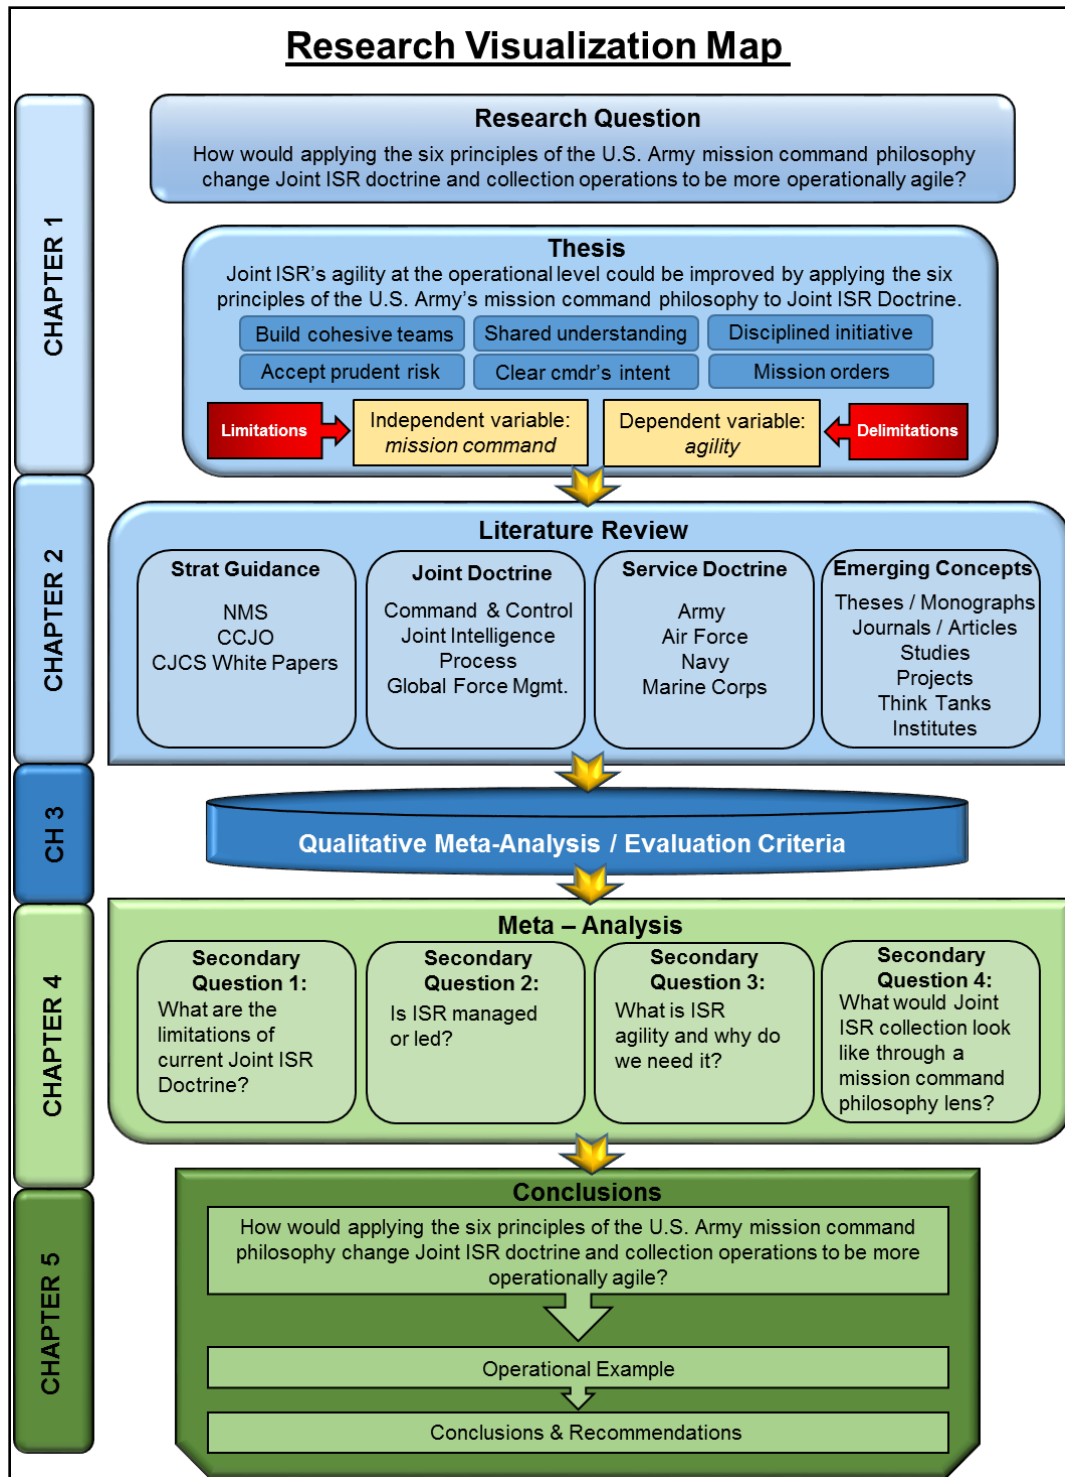 Research Visualization Map
CHAPTER 1
Research Question
How would applying the six principles of the U.S. Army mission command philosophy
change Joint ISR doctrine and collection operations to be more operationally agile?
Thesis
Joint ISR's agility at the operational level could be improved by applying the six
principles of the U.S. Army's mission command philosophy to Joint ISR Doctrine.
Build cohesive teams
Shared understanding
Disciplined initiative
Accept prudent risk
Clear cmdr's intent
Mission orders
Limitations
Independent variable:
mission command
Dependent variable:
agility
Delimitations
CHAPTER 2
Literature Review
Strat Guidance
NMS
CCJO
CJCS White Papers
Joint Doctrine
Command & Control
Joint Intelligence
Process
Global Force Mgmt.
Service Doctrine
Army
Air Force
Navy
Marine Corps
Emerging Concepts
Theses / Monographs
Journals / Articles
Studies
Projects
Think Tanks
Institutes
CH 3
Qualitative Meta-Analysis / Evaluation Criteria
CHAPTER 4
Meta – Analysis
Secondary
Question 1:
What are the
limitations of
current Joint ISR
Doctrine?
Secondary
Question 2:
Is ISR managed
or led?
Secondary
Question 3:
What is ISR
agility and why do
we need it?
Secondary
Question 4:
What would Joint
ISR collection look
like through a
mission command
philosophy lens?
CHAPTER 5
Conclusions
How would applying the six principles of the U.S. Army mission command
philosophy change Joint ISR doctrine and collection operations to be more
operationally agile?
Operational Example
Conclusions & Recommendations